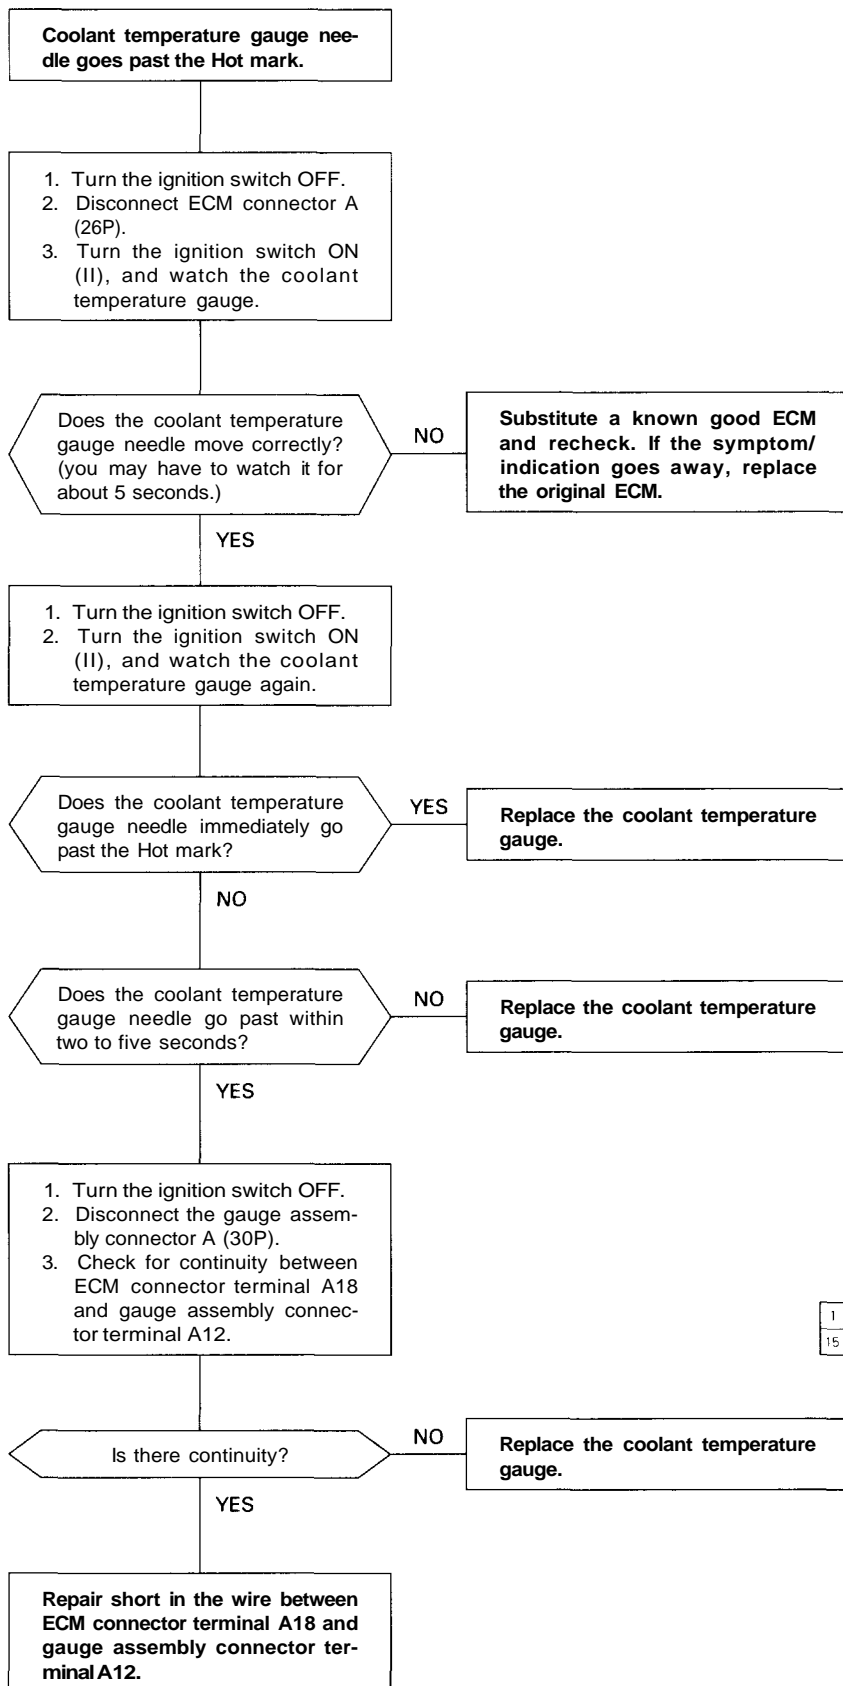 Coolant temperature gauge nee-
dle goes past the Hot mark.
1. Turn the ignition switch OFF.
2. Disconnect ECM connector A
(26P).
3. Turn the ignition switch ON
(II), and watch the coolant
temperature gauge.
Does the coolant temperature
gauge needle move correctly?
(you may have to watch it for
about 5 seconds.)
NO
Substitute a known good ECM
and recheck. If the symptom/
indication goes away, replace
the original ECM.
YES
1. Turn the ignition switch OFF.
2. Turn the ignition switch ON
(II), and watch the coolant
temperature gauge again.
Does the coolant temperature
gauge needle immediately go
past the Hot mark?
YES
Replace the coolant temperature
gauge.
NO
Does the coolant temperature
gauge needle go past within
two to five seconds?
NO
Replace the coolant temperature
gauge.
YES
1. Turn the ignition switch OFF.
2. Disconnect the gauge assem-
bly connector A (30P).
3. Check for continuity between
ECM connector terminal A18
and gauge assembly connec-
tor terminal A12.
1
15
Is there continuity?
NO
Replace the coolant temperature
gauge.
YES
Repair short in the wire between
ECM connector terminal A18 and
gauge assembly connector ter-
minal A12.